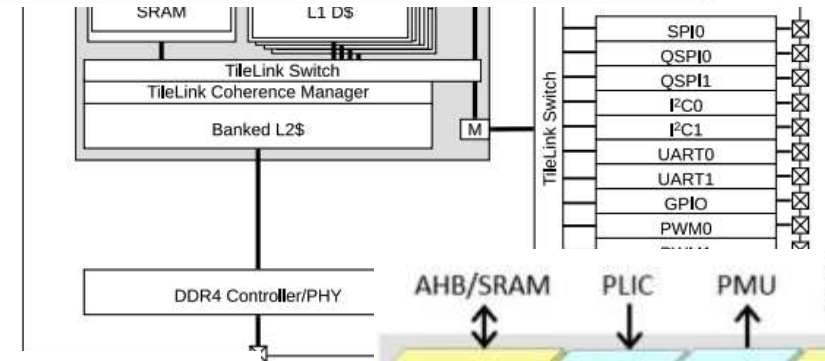 SRAM
L1 D$
TileLink Switch
TileLink Coherence Manager
Banked L2$
M
DDR4 Controller/PHY
TileLink Switch
SPI0
QSPI0
QSPI1
I²C0
I²C1
UART0
UART1
GPIO
PWM0
AHB/SRAM
PLIC
PMU